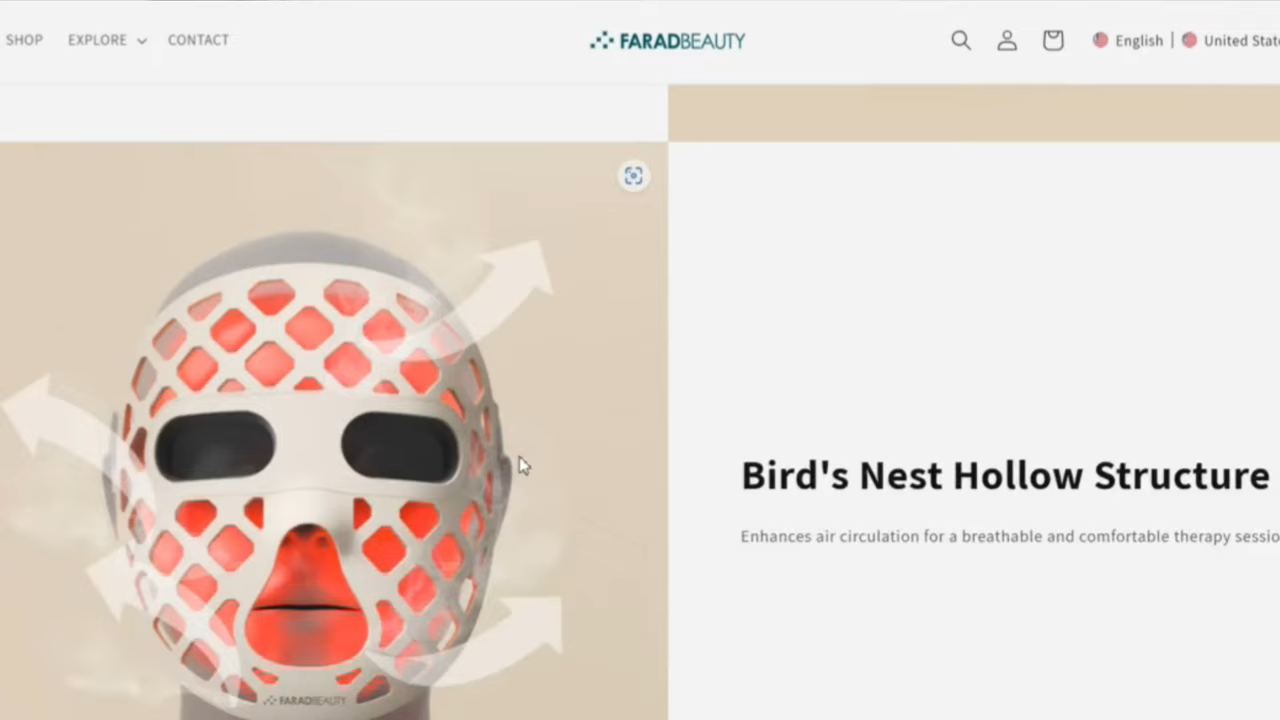 SHOP EXPLORE CONTACT FARADBEAUTY English | United State
Bird's Nest Hollow Structure
Enhances air circulation for a breathable and comfortable therapy sessio
FARADBEAUTY